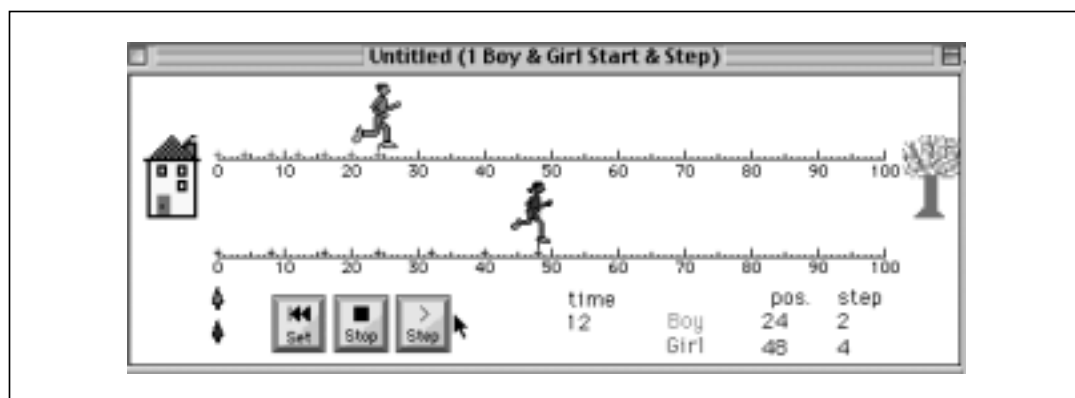 Untitled (1 Boy & Girl Start & Step)
0 10 20 30 40 50 60 70 80 90 100
0 10 20 30 40 50 60 70 80 90 100
Set Stop Step
time pos. step
12 Boy 24 2
Girl 48 4